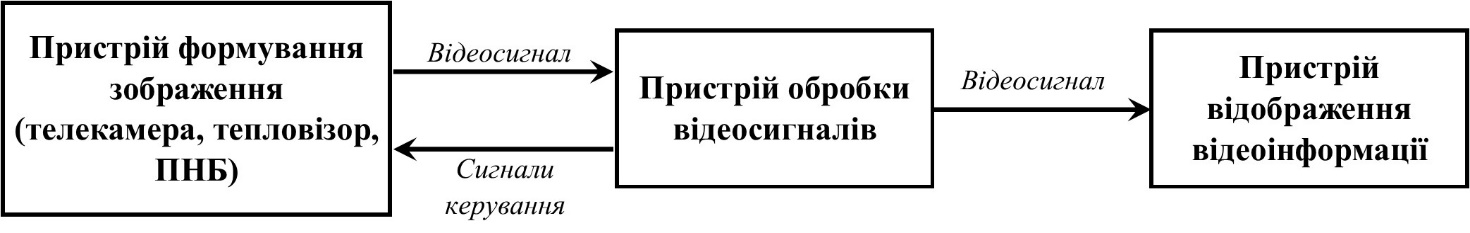 Пристрій формування
зображення
(телекамера, тепловізор,
ПНБ)
Відеосигнал
Сигнали
керування
Пристрій обробки
відеосигналів
Відеосигнал
Пристрій
відображення
відеоінформації